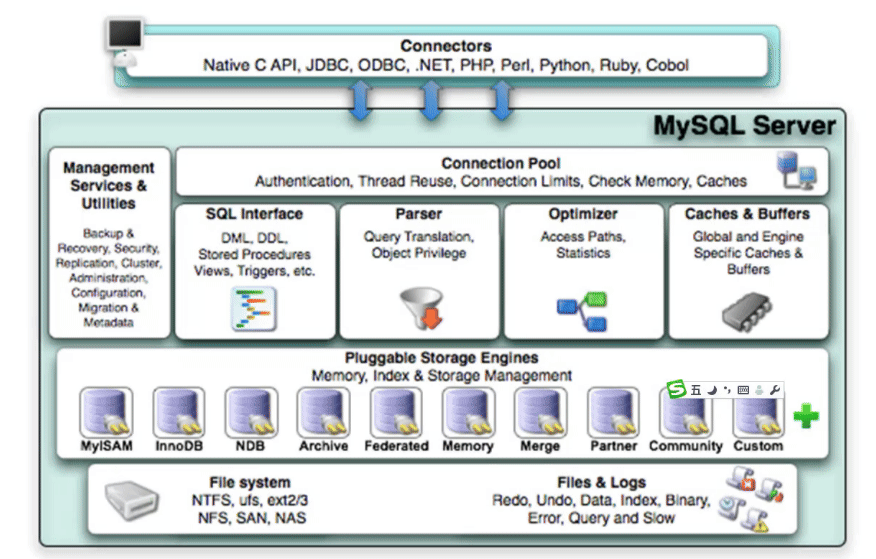 Connectors
Native C API, JDBC, ODBC, .NET, PHP, Perl, Python, Ruby, Cobol
MySQL Server
Management
Services &
Utilities
Backup &
Recovery, Security,
Replication, Cluster,
Administration,
Configuration,
Migration &
Metadata
Connection Pool
Authentication, Thread Reuse, Connection Limits, Check Memory, Caches
SQL Interface
DML, DDL,
Stored Procedures
Views, Triggers, etc.
Parser
Query Translation,
Object Privilege
Optimizer
Access Paths,
Statistics
Caches & Buffers
Global and Engine
Specific Caches &
Buffers
Pluggable Storage Engines
Memory, Index & Storage Management
五
MyISAM
InnoDB
NDB
Archive
Federated
Memory
Merge
Partner
Community
Custom
File system
NTFS, ufs, ext2/3
NFS, SAN, NAS
Files & Logs
Redo, Undo, Data, Index, Binary,
Error, Query and Slow